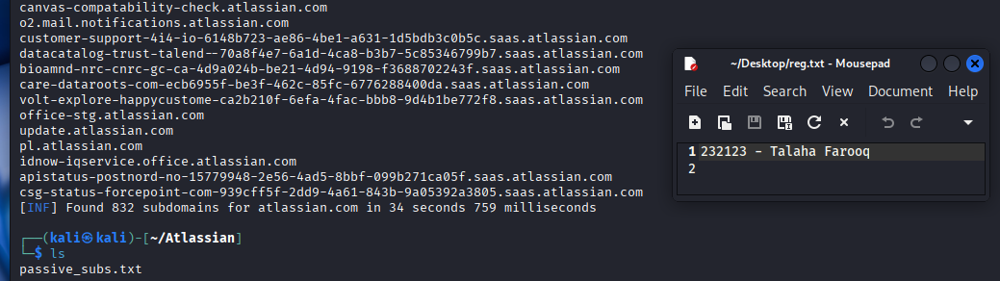 canvas-compatability-check.atlassian.com
o2.mail.notifications.atlassian.com
customer-support-4i4-io-6148b723-ae86-4be1-a631-1d5bdb3c0b5c.saas.atlassian.com
datacatalog-trust-talend--70a8f4e7-6a1d-4ca8-b3b7-5c85346799b7.saas.atlassian.com
bioamnd-nrc-cnrc-gc-ca-4d9a024b-be21-4d94-9198-f3688702243f.saas.atlassian.com
care-dataroots-com-ecb6955f-be3f-462c-85fc-6776288400da.saas.atlassian.com
volt-explore-happycustome-ca2b210f-6efa-4fac-bbb8-9d4b1be772f8.saas.atlassian.com
office-stg.atlassian.com
update.atlassian.com
pl.atlassian.com
idnow-iqservice.office.atlassian.com
apistatus-postnord-no-15779948-2e56-4ad5-8bbf-099b271ca05f.saas.atlassian.com
csg-status-forcepoint-com-939cff5f-2dd9-4a61-843b-9a05392a3805.saas.atlassian.com
[INF] Found 832 subdomains for atlassian.com in 34 seconds 759 milliseconds
┌──(kali㉿kali)-[~/Atlassian]
└─$ ls
passive_subs.txt
~/Desktop/reg.txt - Mousepad
File Edit Search View Document Help
1 232123 - Talaha Farooq
2